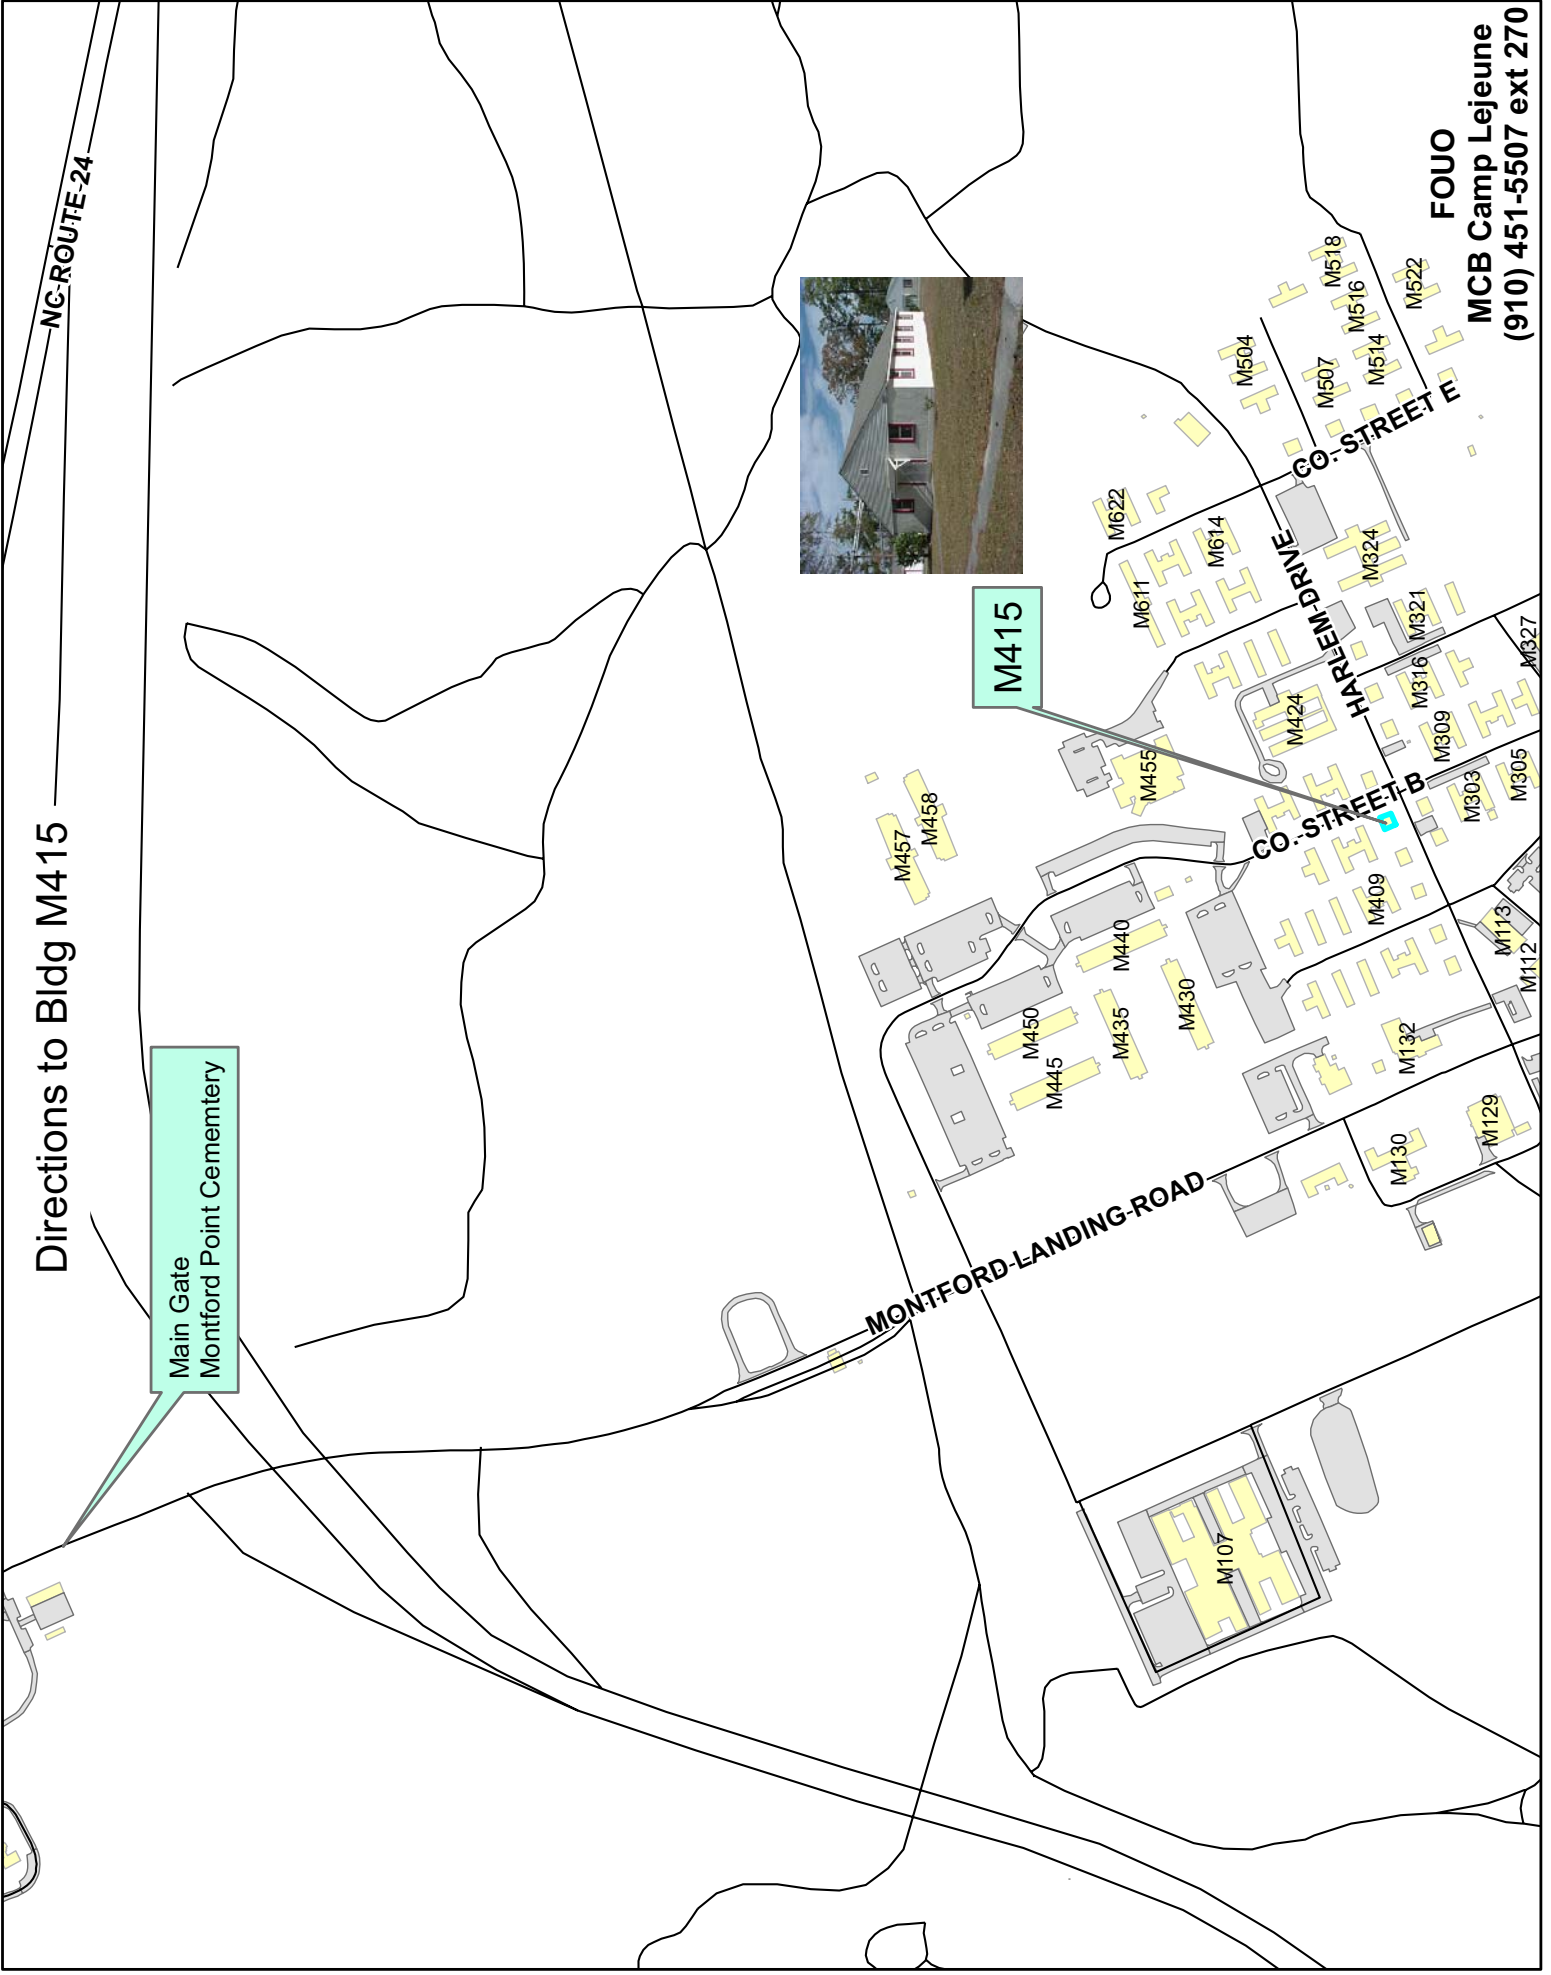 Directions to Bldg M415
NC-ROUTE-24
Main Gate
Montford Point Cememtery
M415
MONTFORD-LANDING-ROAD
HARLEM-DRIVE
CO.-STREET-B
CO. STREET E
M622
M611
M614
M504
M518
M516
M522
M507
M514
M324
M321
M327
M316
M309
M305
M303
M424
M455
M458
M457
M440
M450
M445
M435
M430
M409
M113
M112
M132
M130
M129
M107
FOUO
MCB Camp Lejeune
(910) 451-5507 ext 270